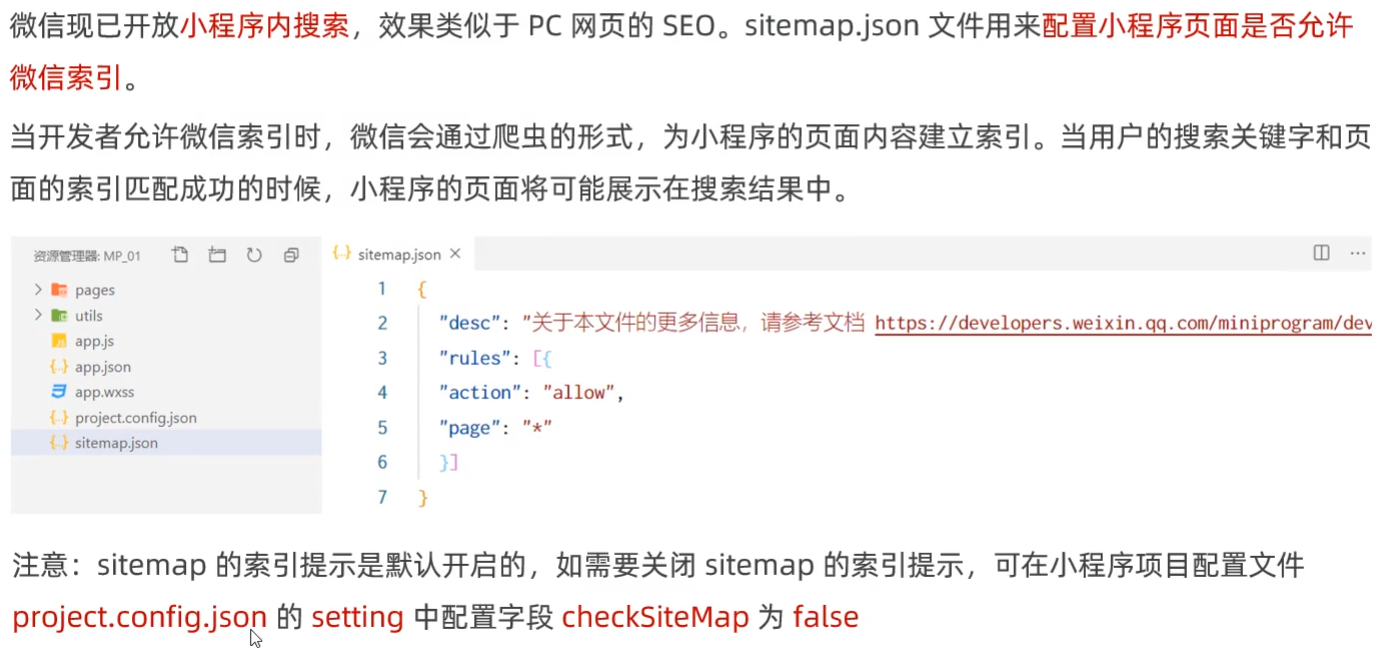 微信现已开放小程序内搜索，效果类似于 PC 网页的 SEO。sitemap.json 文件用来配置小程序页面是否允许
微信索引。
当开发者允许微信索引时，微信会通过爬虫的形式，为小程序的页面内容建立索引。当用户的搜索关键字和页
面的索引匹配成功的时候，小程序的页面将可能展示在搜索结果中。
资源管理器: MP_01
pages
utils
app.js
app.json
app.wxss
project.config.json
sitemap.json
sitemap.json
1 {
2 "desc": "关于本文件的更多信息，请参考文档 https://developers.weixin.qq.com/miniprogram/dev
3 "rules": [{
4 "action": "allow",
5 "page": "*"
6 }]
7 }
注意：sitemap 的索引提示是默认开启的，如需要关闭 sitemap 的索引提示，可在小程序项目配置文件
project.config.json 的 setting 中配置字段 checkSiteMap 为 false